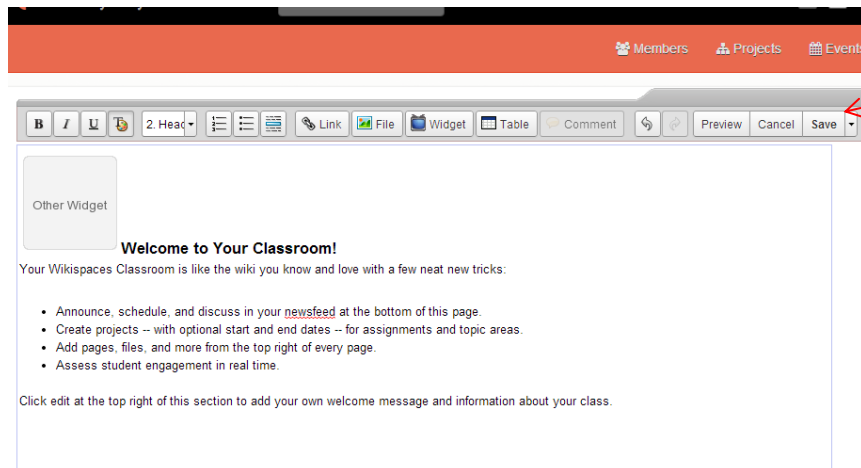 Members Projects Events
B I U 2. Head Link File Widget Table Comment Preview Cancel Save
Other Widget
Welcome to Your Classroom!
Your Wikispaces Classroom is like the wiki you know and love with a few neat new tricks:
Announce, schedule, and discuss in your newsfeed at the bottom of this page.
Create projects -- with optional start and end dates -- for assignments and topic areas.
Add pages, files, and more from the top right of every page.
Assess student engagement in real time.
Click edit at the top right of this section to add your own welcome message and information about your class.